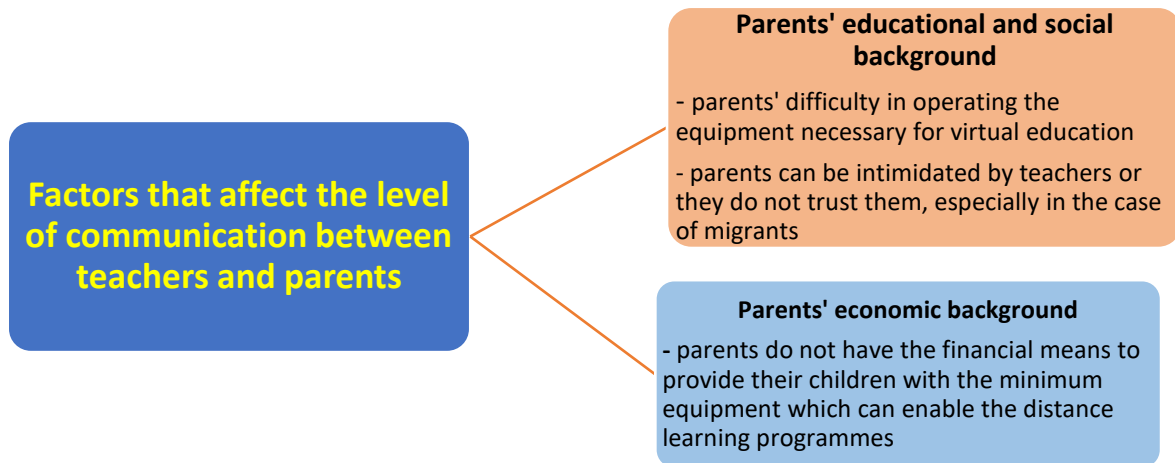 Factors that affect the level
of communication between
teachers and parents
Parents' educational and social
background
- parents' difficulty in operating the
equipment necessary for virtual education
- parents can be intimidated by teachers or
they do not trust them, especially in the case
of migrants
Parents' economic background
- parents do not have the financial means to
provide their children with the minimum
equipment which can enable the distance
learning programmes